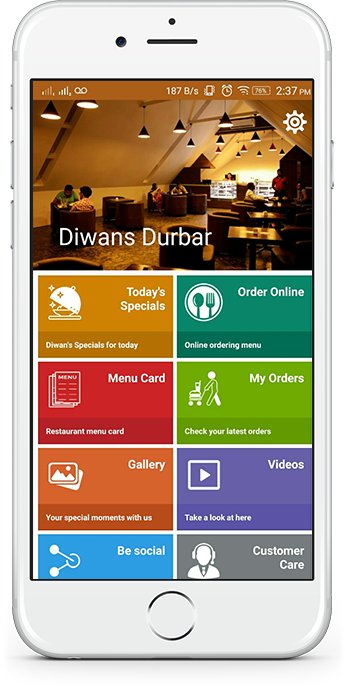 187 B/s 76% 2:37 PM
Diwans Durbar
Today's
Specials
Diwan's Specials for today
Order Online
Online ordering menu
MENU
Menu Card
Restaurant menu card
My Orders
Check your latest orders
Gallery
Your special moments with us
Videos
Take a look at here
Be social
Customer
Care